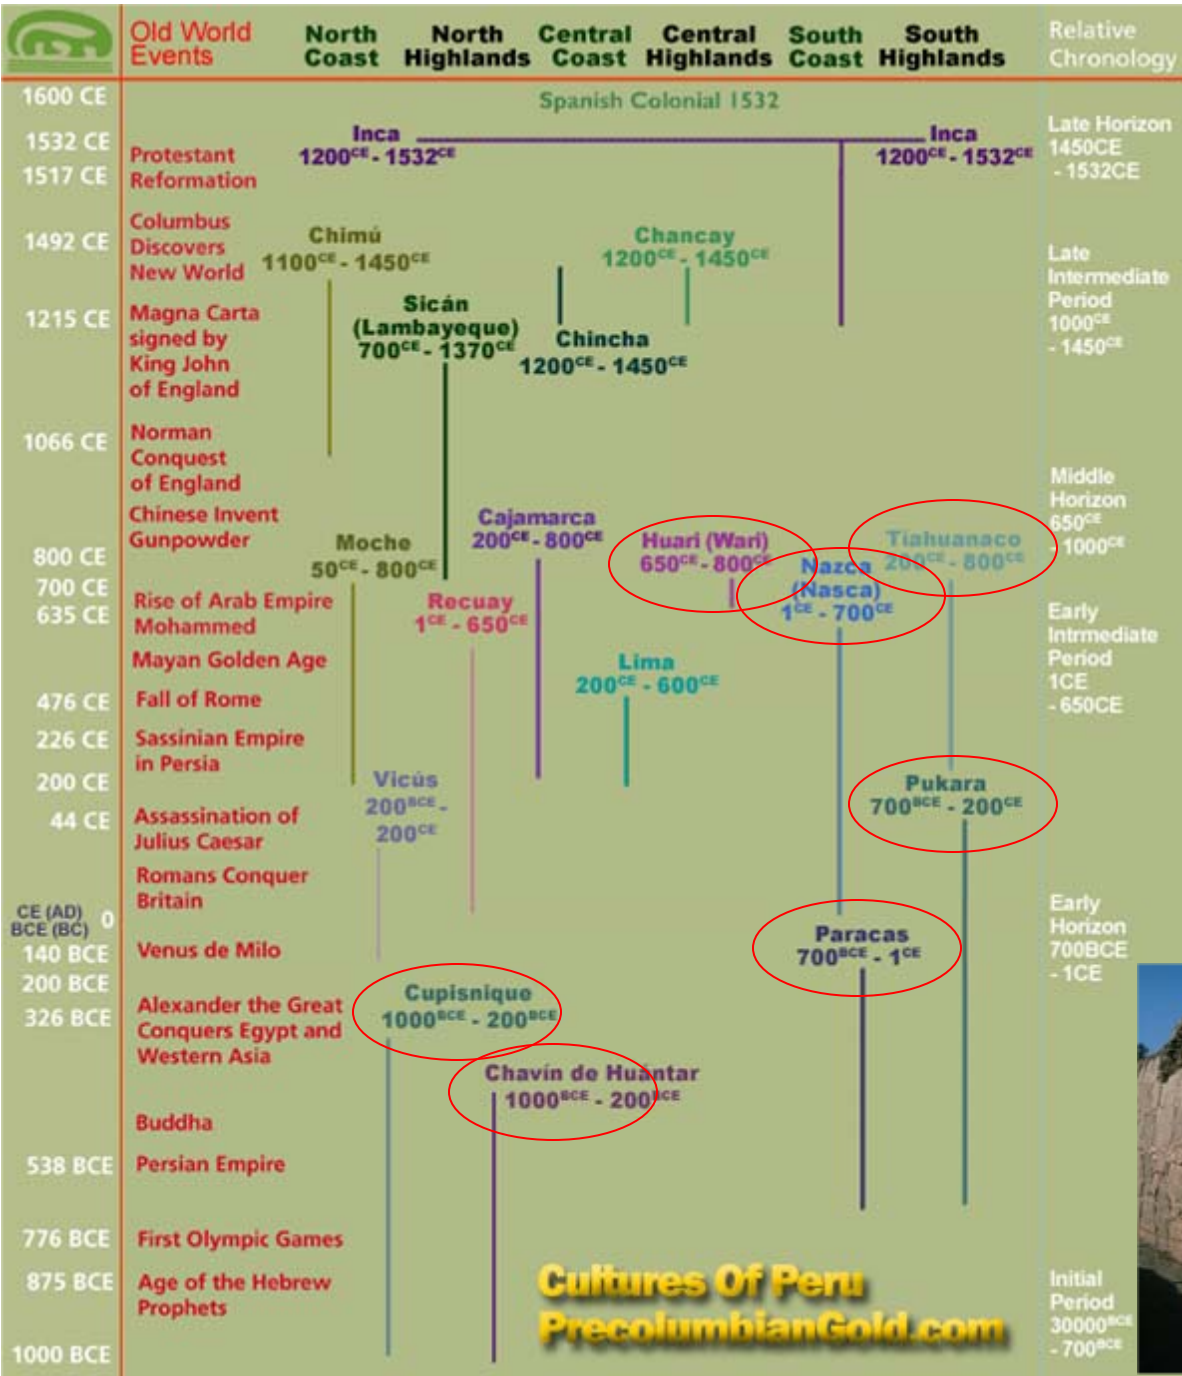 Old World
Events
North
Coast
North
Highlands
Central
Coast
Central
Highlands
South
Coast
South
Highlands
Relative
Chronology
1600 CE
Spanish Colonial 1532
1532 CE
Inca
1200CE - 1532CE
Inca
1200CE - 1532CE
Late Horizon
1450CE
- 1532CE
1517 CE
Protestant
Reformation
1492 CE
Columbus
Discovers
New World
Chimú
1100CE - 1450CE
Chancay
1200CE - 1450CE
Late
Intermediate
Period
1000CE
- 1450CE
1215 CE
Magna Carta
signed by
King John
of England
Sicán
(Lambayeque)
700CE - 1370CE
Chincha
1200CE - 1450CE
1066 CE
Norman
Conquest
of England
Middle
Horizon
650CE
- 1000CE
Chinese Invent
Gunpowder
800 CE
Moche
50CE - 800CE
Cajamarca
200CE - 800CE
Huari (Wari)
650CE - 800CE
Nazca
(Nasca)
1CE - 700CE
Tiahuanaco
200CE - 800CE
700 CE
635 CE
Rise of Arab Empire
Mohammed
Recuay
1CE - 650CE
Early
Intrmediate
Period
1CE
- 650CE
Mayan Golden Age
Lima
200CE - 600CE
476 CE
Fall of Rome
226 CE
Sassinian Empire
in Persia
200 CE
Vicús
200BCE -
200CE
Pukara
700BCE - 200CE
44 CE
Assassination of
Julius Caesar
Romans Conquer
Britain
CE (AD)
BCE (BC)
0
Early
Horizon
700BCE
- 1CE
140 BCE
Venus de Milo
Paracas
700BCE - 1CE
200 BCE
326 BCE
Alexander the Great
Conquers Egypt and
Western Asia
Cupisnique
1000BCE - 200BCE
Chavín de Huántar
1000BCE - 200BCE
Buddha
538 BCE
Persian Empire
776 BCE
First Olympic Games
875 BCE
Age of the Hebrew
Prophets
Cultures Of Peru
PrecolumbianGold.com
Initial
Period
30000BCE
- 700BCE
1000 BCE